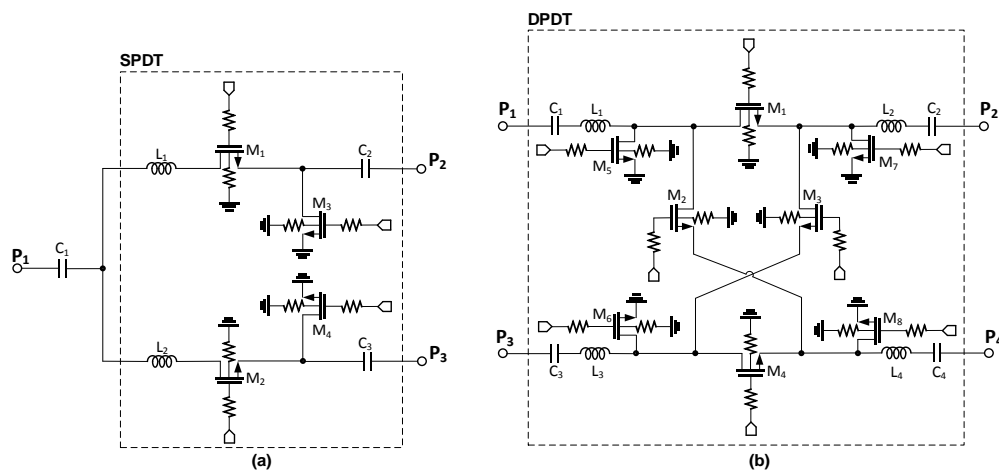 SPDT
L₁
M₁
C₂
P₂
M₃
P₁
C₁
M₄
L₂
C₃
P₃
M₂
(a)
DPDT
P₁
C₁
L₁
M₁
L₂
C₂
P₂
M₅
M₇
M₂
M₃
M₆
M₈
P₃
C₃
L₃
M₄
L₄
C₄
P₄
(b)
(a)
(b)